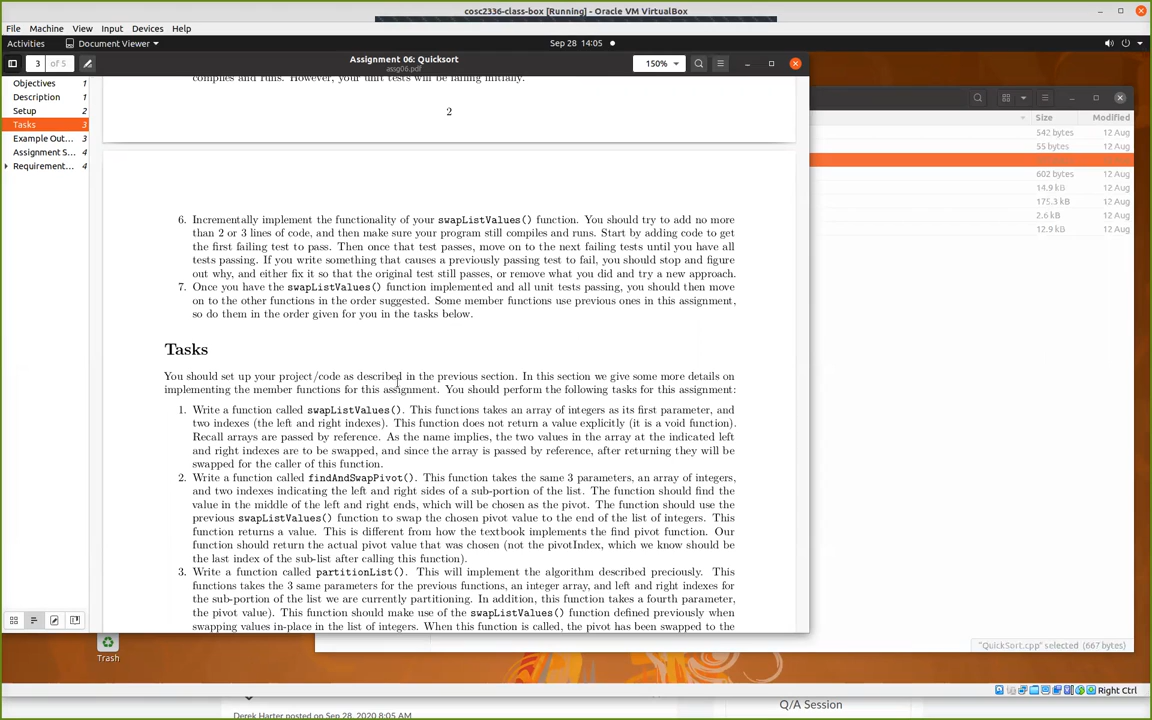 cosc2336-class-box [Running] - Oracle VM VirtualBox
File Machine View Input Devices Help
Activities Document Viewer Sep 28 14:05
3 of 5 Assignment 06: Quicksort 150%
assg06.pdf
Objectives 1
Description 1
Setup 2
Tasks 3
Example Out... 3
Assignment S... 4
Requirement... 4
compiles and runs. However, your unit tests will be failing initially.
2
6. Incrementally implement the functionality of your swapListValues() function. You should try to add no more
than 2 or 3 lines of code, and then make sure your program still compiles and runs. Start by adding code to get
the first failing test to pass. Then once that test passes, move on to the next failing tests until you have all
tests passing. If you write something that causes a previously passing test to fail, you should stop and figure
out why, and either fix it so that the original test still passes, or remove what you did and try a new approach.
7. Once you have the swapListValues() function implemented and all unit tests passing, you should then move
on to the other functions in the order suggested. Some member functions use previous ones in this assignment,
so do them in the order given for you in the tasks below.
Tasks
You should set up your project/code as described in the previous section. In this section we give some more details on
implementing the member functions for this assignment. You should perform the following tasks for this assignment:
1. Write a function called swapListValues(). This functions takes an array of integers as its first parameter, and
two indexes (the left and right indexes). This function does not return a value explicitly (it is a void function).
Recall arrays are passed by reference. As the name implies, the two values in the array at the indicated left
and right indexes are to be swapped, and since the array is passed by reference, after returning they will be
swapped for the caller of this function.
2. Write a function called findAndSwapPivot(). This function takes the same 3 parameters, an array of integers,
and two indexes indicating the left and right sides of a sub-portion of the list. The function should find the
value in the middle of the left and right ends, which will be chosen as the pivot. The function should use the
previous swapListValues() function to swap the chosen pivot value to the end of the list of integers. This
function returns a value. This is different from how the textbook implements the find pivot function. Our
function should return the actual pivot value that was chosen (not the pivotIndex, which we know should be
the last index of the sub-list after calling this function).
3. Write a function called partitionList(). This will implement the algorithm described preciously. This
functions takes the 3 same parameters for the previous functions, an integer array, and left and right indexes for
the sub-portion of the list we are currently partitioning. In addition, this function takes a fourth parameter,
the pivot value). This function should make use of the swapListValues() function defined previously when
swapping values in-place in the list of integers. When this function is called, the pivot has been swapped to the
Size Modified
542 bytes 12 Aug
55 bytes 12 Aug
602 bytes 12 Aug
14.9 kB 12 Aug
175.3 kB 12 Aug
2.6 kB 12 Aug
12.9 kB 12 Aug
"QuickSort.cpp" selected (667 bytes)
Trash
Right Ctrl
Q/A Session
Derek Harter posted on Sep 28, 2020 8:05 AM